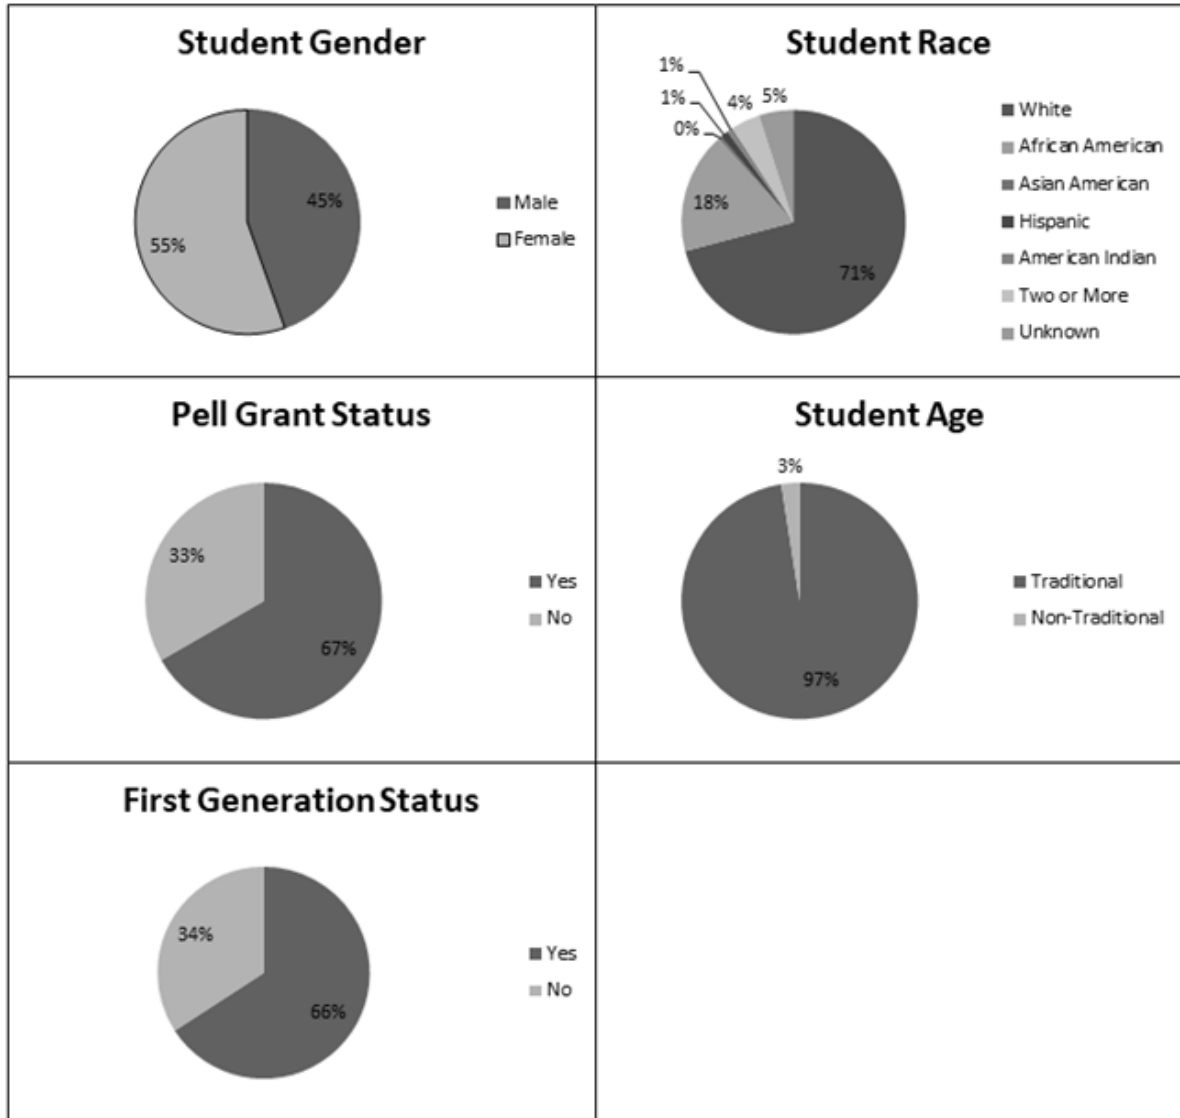 Student Gender
45%
55%
Male
Female
Student Race
1%
1%
0%
4%
5%
18%
71%
White
African American
Asian American
Hispanic
American Indian
Two or More
Unknown
Pell Grant Status
33%
67%
Yes
No
Student Age
3%
97%
Traditional
Non-Traditional
First Generation Status
34%
66%
Yes
No